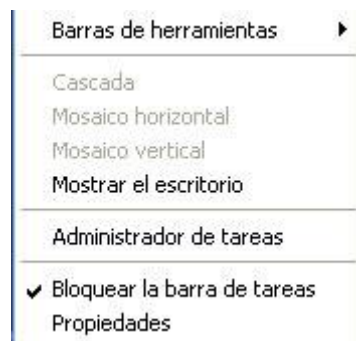 Barras de herramientas
Cascada
Mosaico horizontal
Mosaico vertical
Mostrar el escritorio
Administrador de tareas
Bloquear la barra de tareas
Propiedades